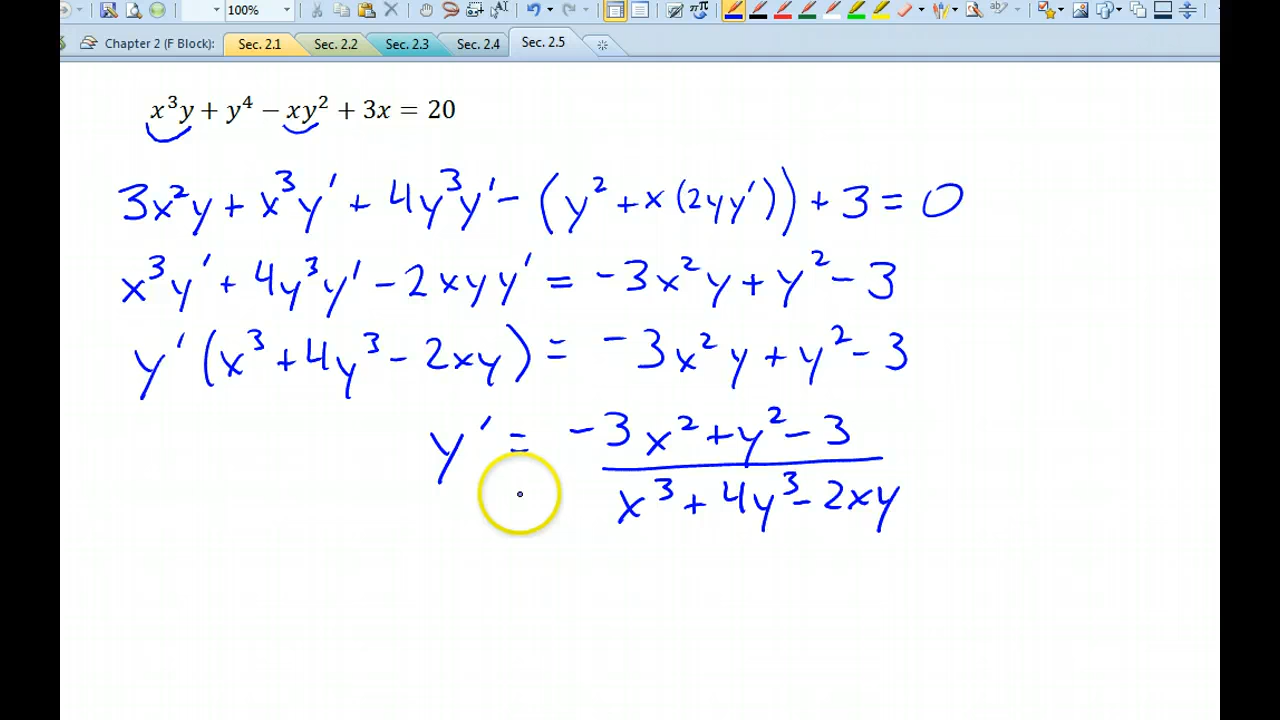 100%
Chapter 2 (F Block): Sec. 2.1 Sec. 2.2 Sec. 2.3 Sec. 2.4 Sec. 2.5
x³y + y⁴ − xy² + 3x = 20
3x²y + x³y' + 4y³y' − (y² + x(2yy')) + 3 = 0
x³y' + 4y³y' − 2xyy' = −3x²y + y² − 3
y'(x³ + 4y³ − 2xy) = −3x²y + y² − 3
y' = −3x² + y² − 3
x³ + 4y³ − 2xy